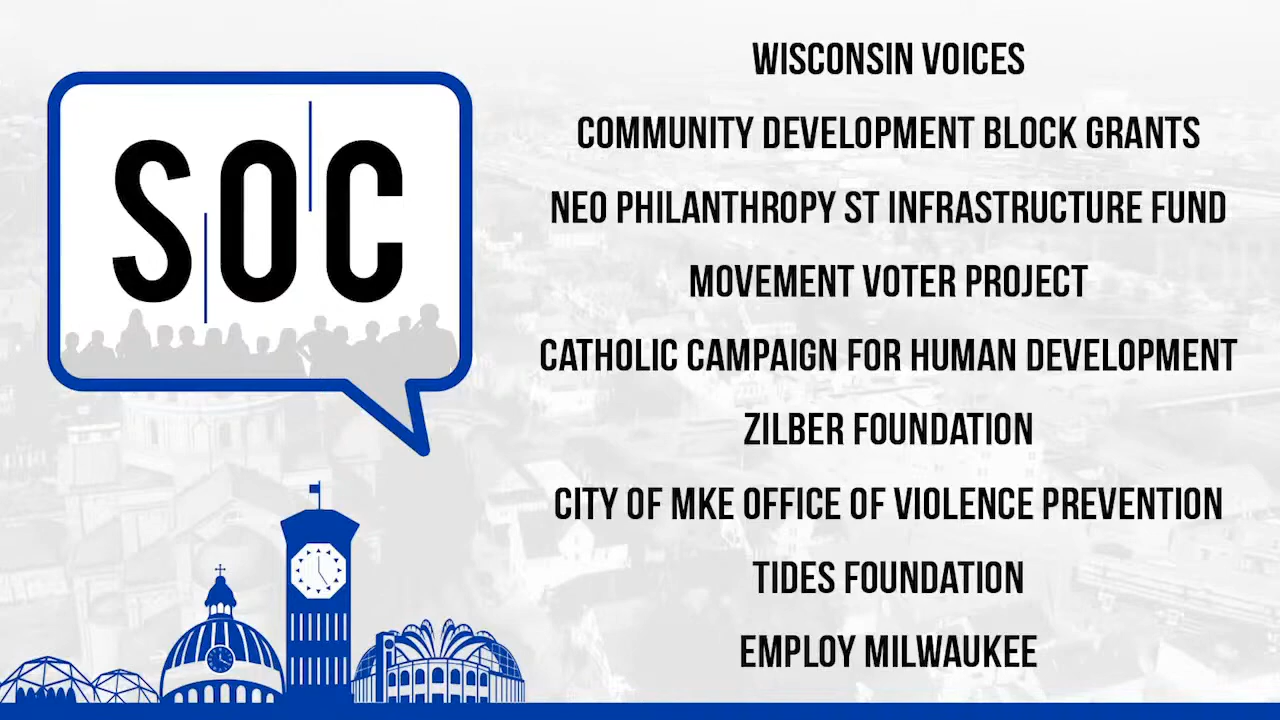 SOC
WISCONSIN VOICES
COMMUNITY DEVELOPMENT BLOCK GRANTS
NEO PHILANTHROPY ST INFRASTRUCTURE FUND
MOVEMENT VOTER PROJECT
CATHOLIC CAMPAIGN FOR HUMAN DEVELOPMENT
ZILBER FOUNDATION
CITY OF MKE OFFICE OF VIOLENCE PREVENTION
TIDES FOUNDATION
EMPLOY MILWAUKEE